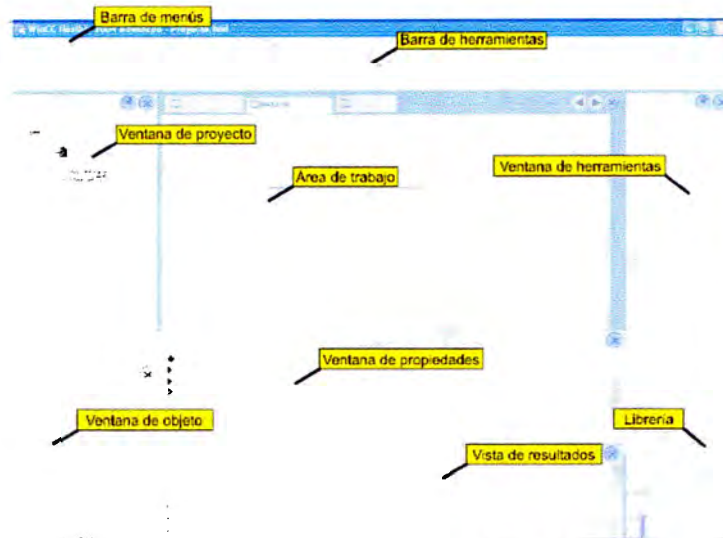 Barra de menús
Barra de herramientas
Ventana de proyecto
Área de trabajo
Ventana de herramientas
Ventana de propiedades
Ventana de objeto
Librería
Vista de resultados